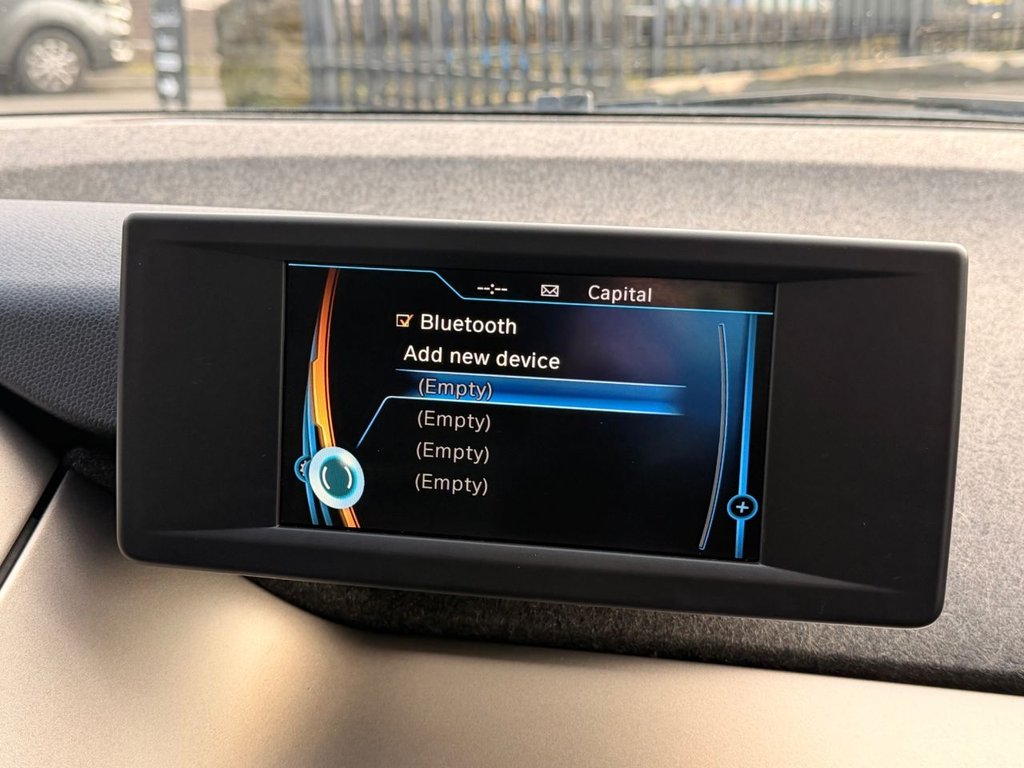 --:-- Capital
Bluetooth
Add new device
(Empty)
(Empty)
(Empty)
(Empty)